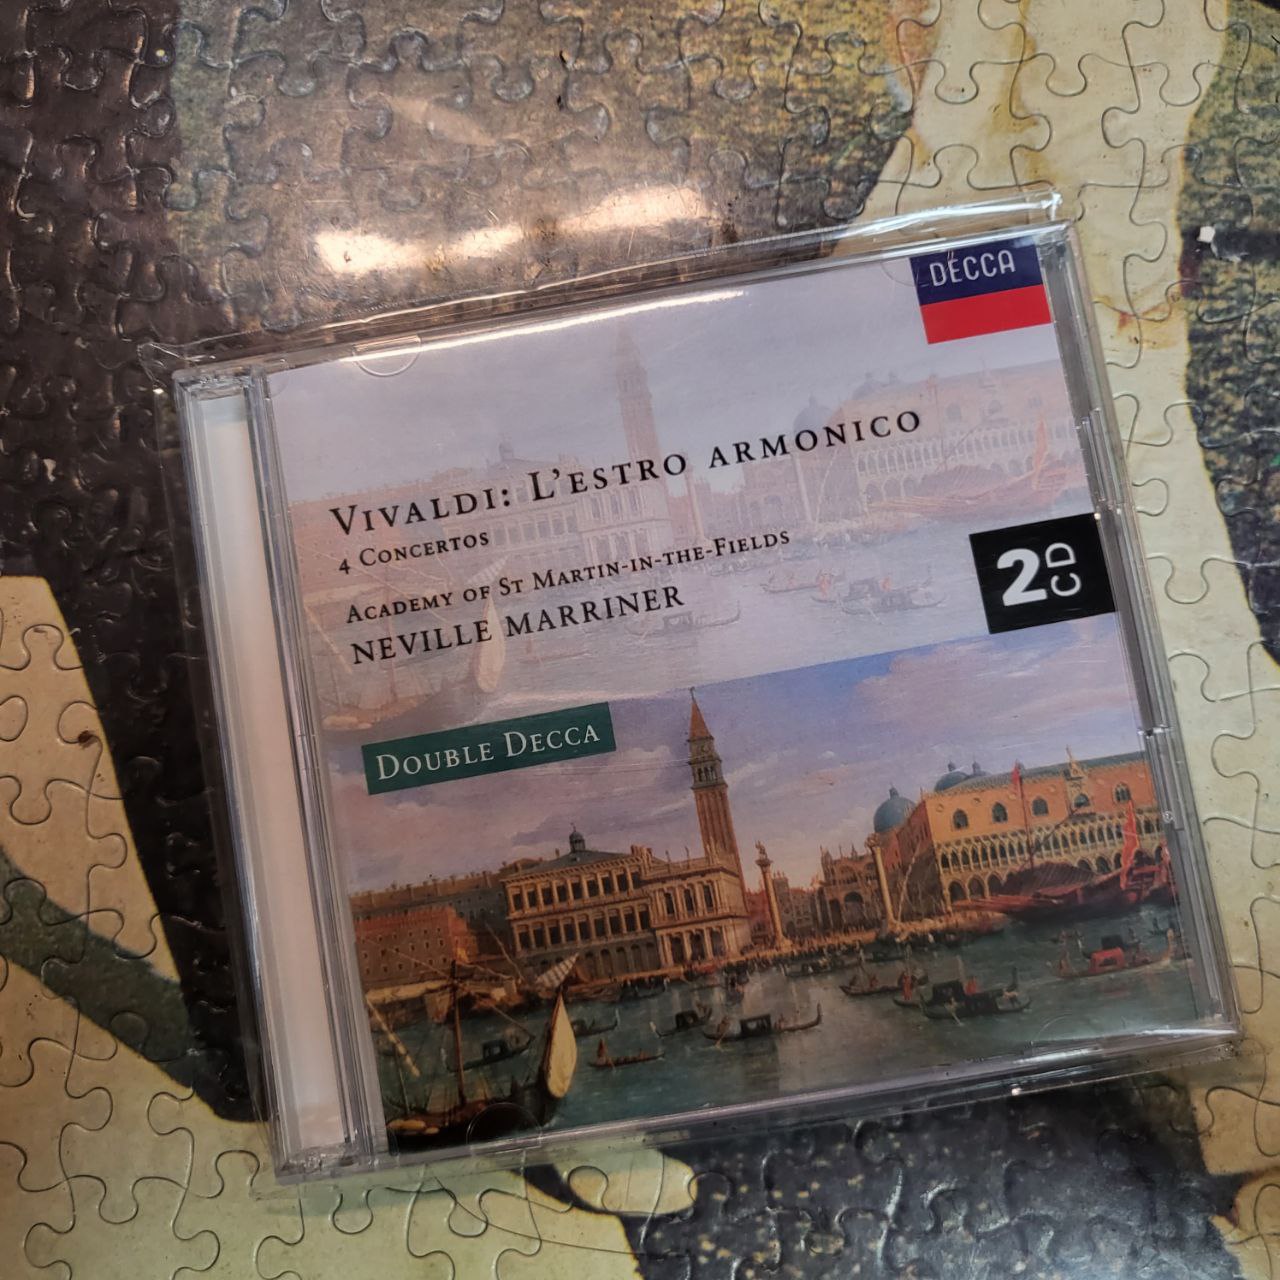 DECCA
VIVALDI: L'ESTRO ARMONICO
4 CONCERTOS
ACADEMY OF ST MARTIN-IN-THE-FIELDS
NEVILLE MARRINER
2CD
DOUBLE DECCA